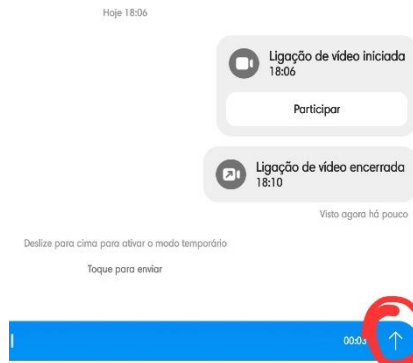 Hoje 18:06
Ligação de vídeo iniciada
18:06
Participar
Ligação de vídeo encerrada
18:10
Visto agora há pouco
Deslize para cima para ativar o modo temporário
Toque para enviar
00:03